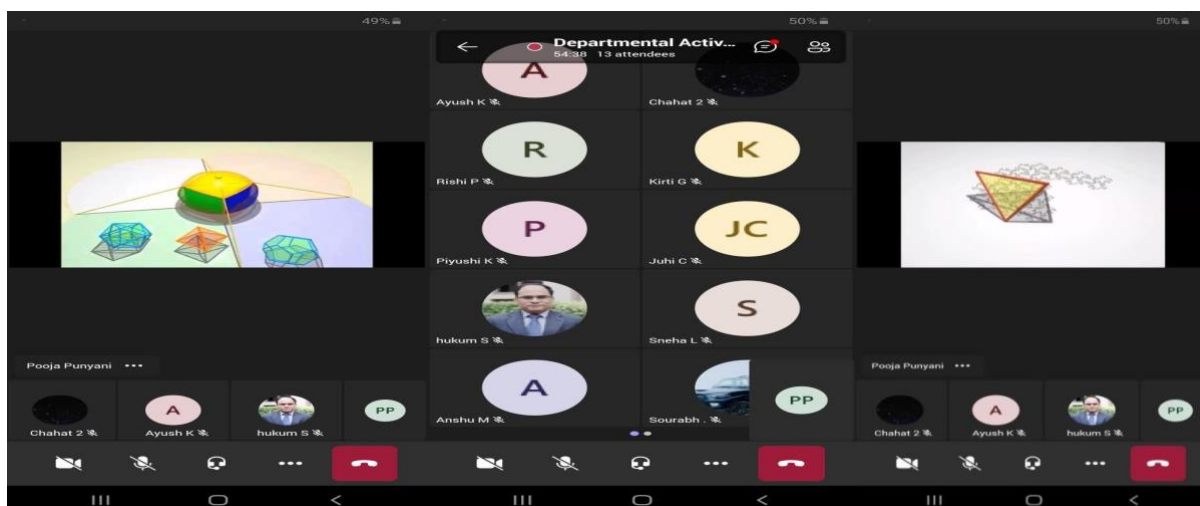 49%
Pooja Punyani
Chahat 2
A
Ayush K
hukum S
PP
50%
Departmental Activ...
54:38 13 attendees
A
Ayush K
Chahat 2
R
Rishi P
K
Kirti G
P
Piyushi K
JC
Juhi C
hukum S
S
Sneha L
A
Anshu M
Sourabh .
PP
50%
Pooja Punyani
Chahat 2
A
Ayush K
hukum S
PP